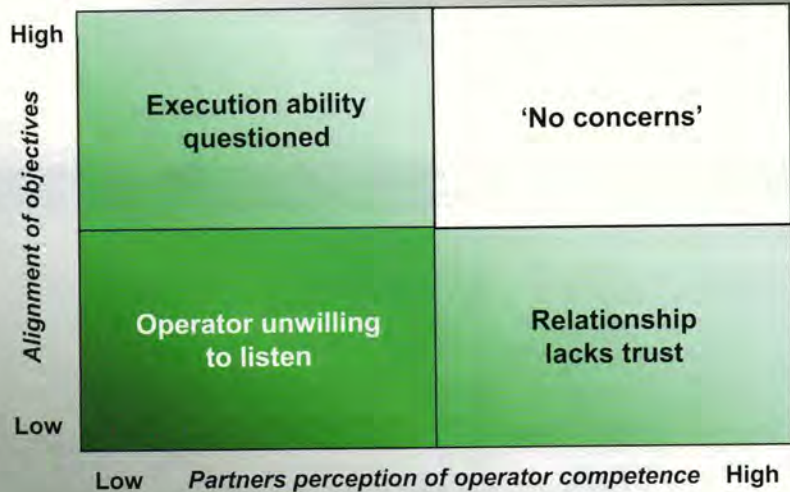 High
Execution ability
questioned
'No concerns'
Alignment of objectives
Operator unwilling
to listen
Relationship
lacks trust
Low
Low Partners perception of operator competence High